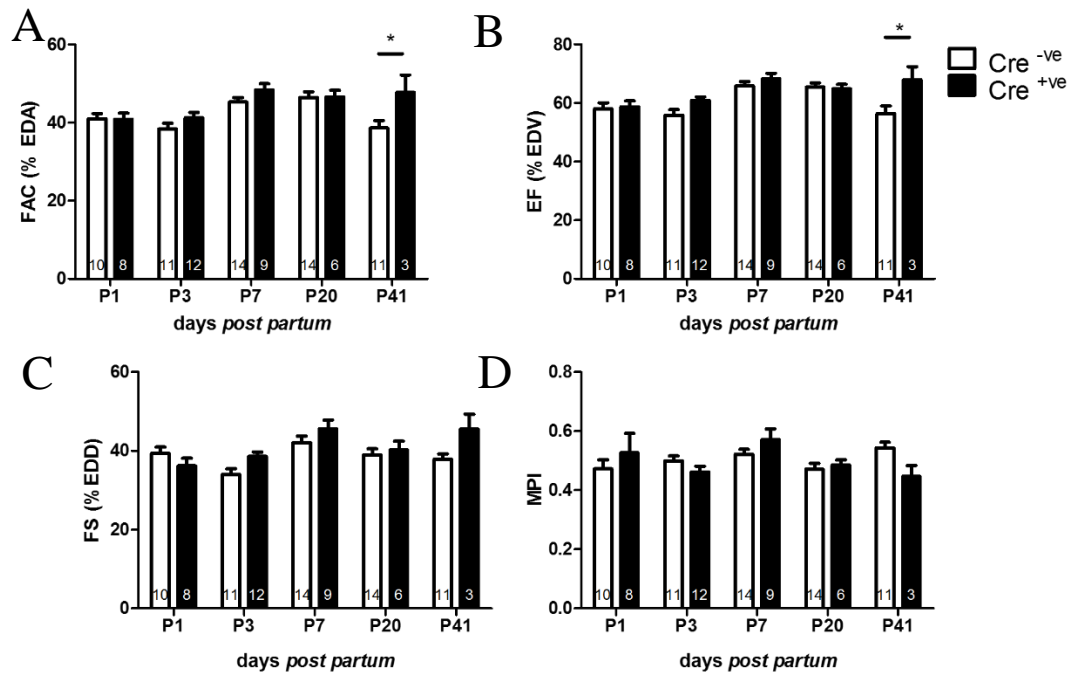 A
FAC (% EDA)
60
40
20
0
*
10 8 11 12 14 9 14 6 11 3
P1 P3 P7 P20 P41
days post partum
B
EF (% EDV)
80
60
40
20
0
*
10 8 11 12 14 9 14 6 11 3
P1 P3 P7 P20 P41
days post partum
Cre -ve
Cre +ve
C
FS (% EDD)
60
40
20
0
10 8 11 12 14 9 14 6 11 3
P1 P3 P7 P20 P41
days post partum
D
MPI
0.8
0.6
0.4
0.2
0.0
10 8 11 12 14 9 14 6 11 3
P1 P3 P7 P20 P41
days post partum